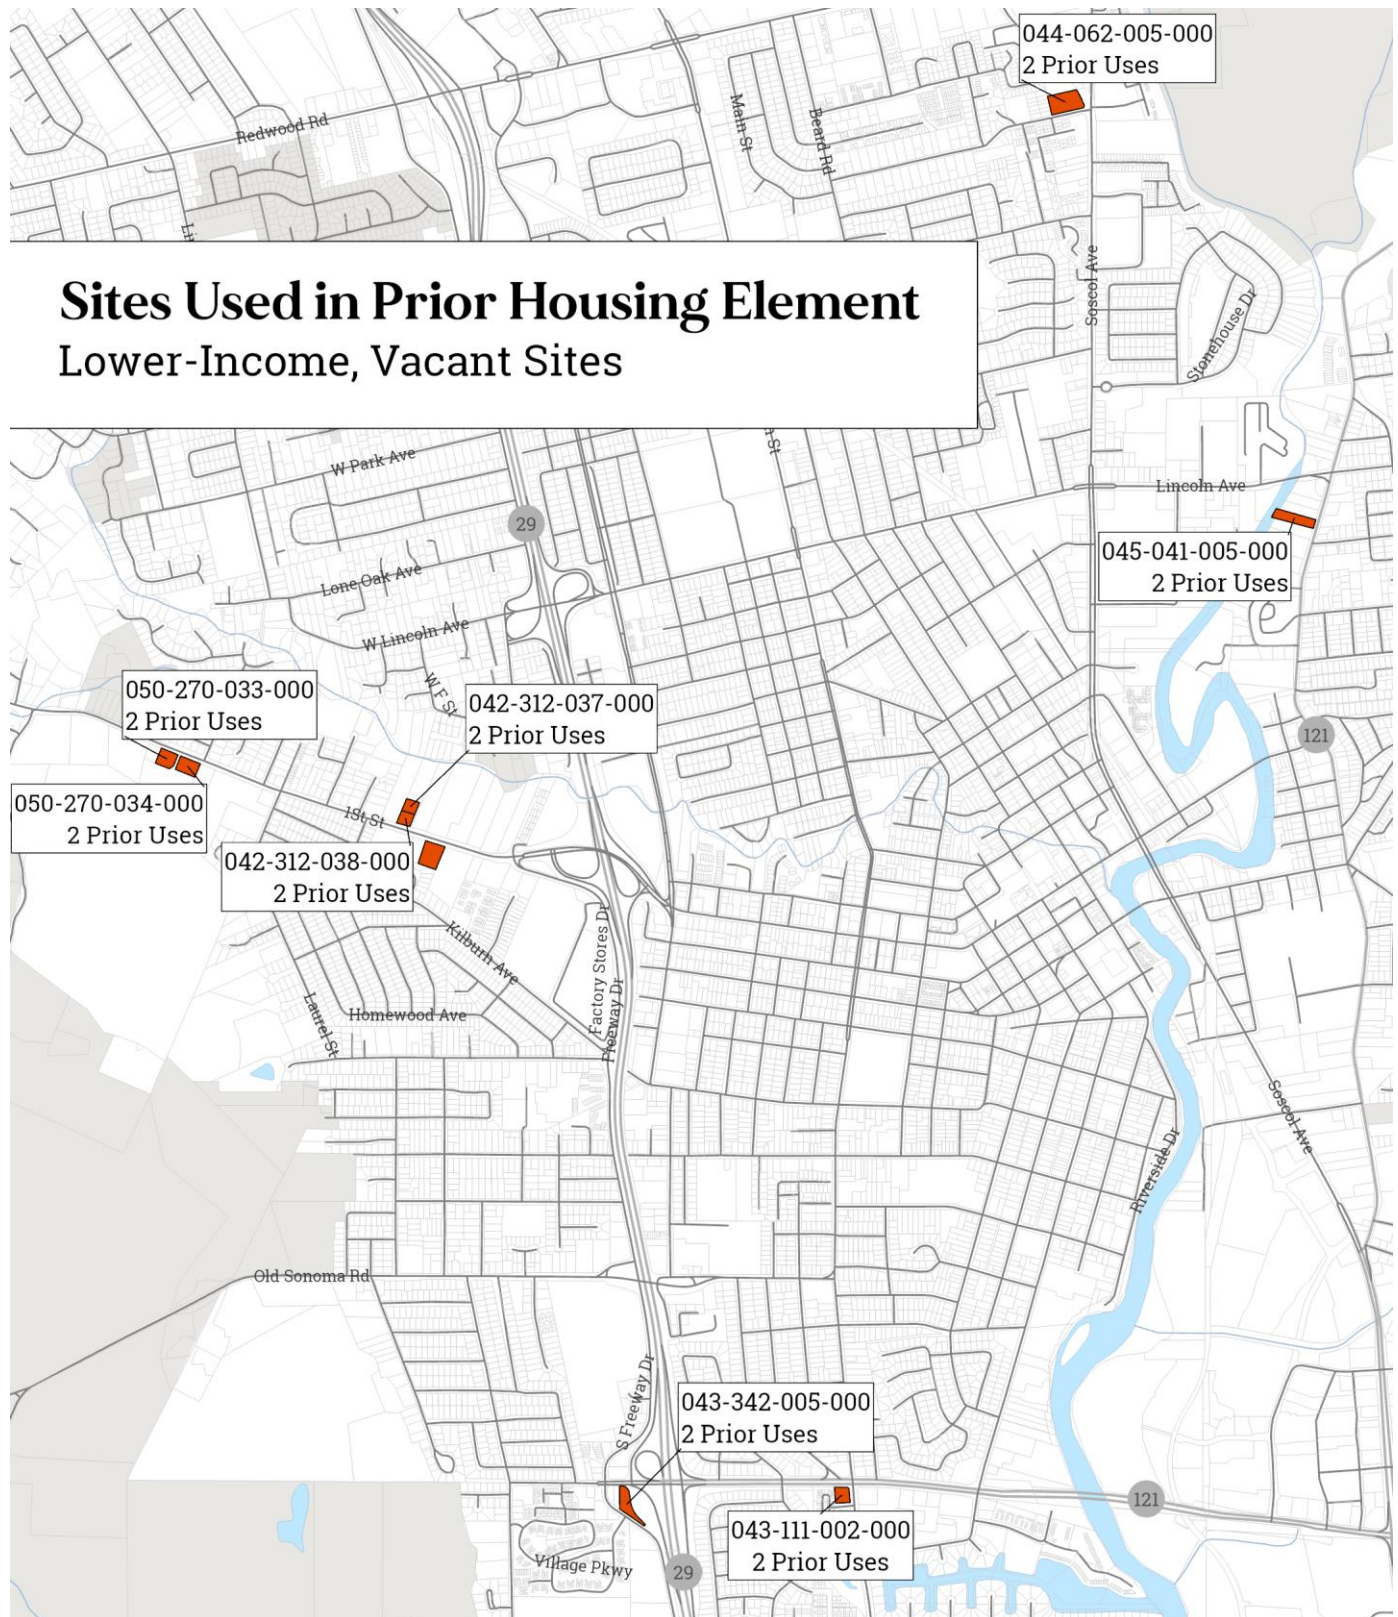 044-062-005-000
2 Prior Uses
Redwood Rd
Main St
Beard Rd
Sites Used in Prior Housing Element
Lower-Income, Vacant Sites
Soscol Ave
Stonehouse Dr
W Park Ave
29
Lincoln Ave
045-041-005-000
2 Prior Uses
Lone Oak Ave
W Lincoln Ave
W F St
050-270-033-000
2 Prior Uses
042-312-037-000
2 Prior Uses
121
050-270-034-000
2 Prior Uses
1St St
042-312-038-000
2 Prior Uses
Kilburn Ave
Factory Stores Dr
Freeway Dr
Laurel St
Homewood Ave
Soscol Ave
Riverside Dr
Old Sonoma Rd
S Freeway Dr
043-342-005-000
2 Prior Uses
121
043-111-002-000
2 Prior Uses
Village Pkwy
29